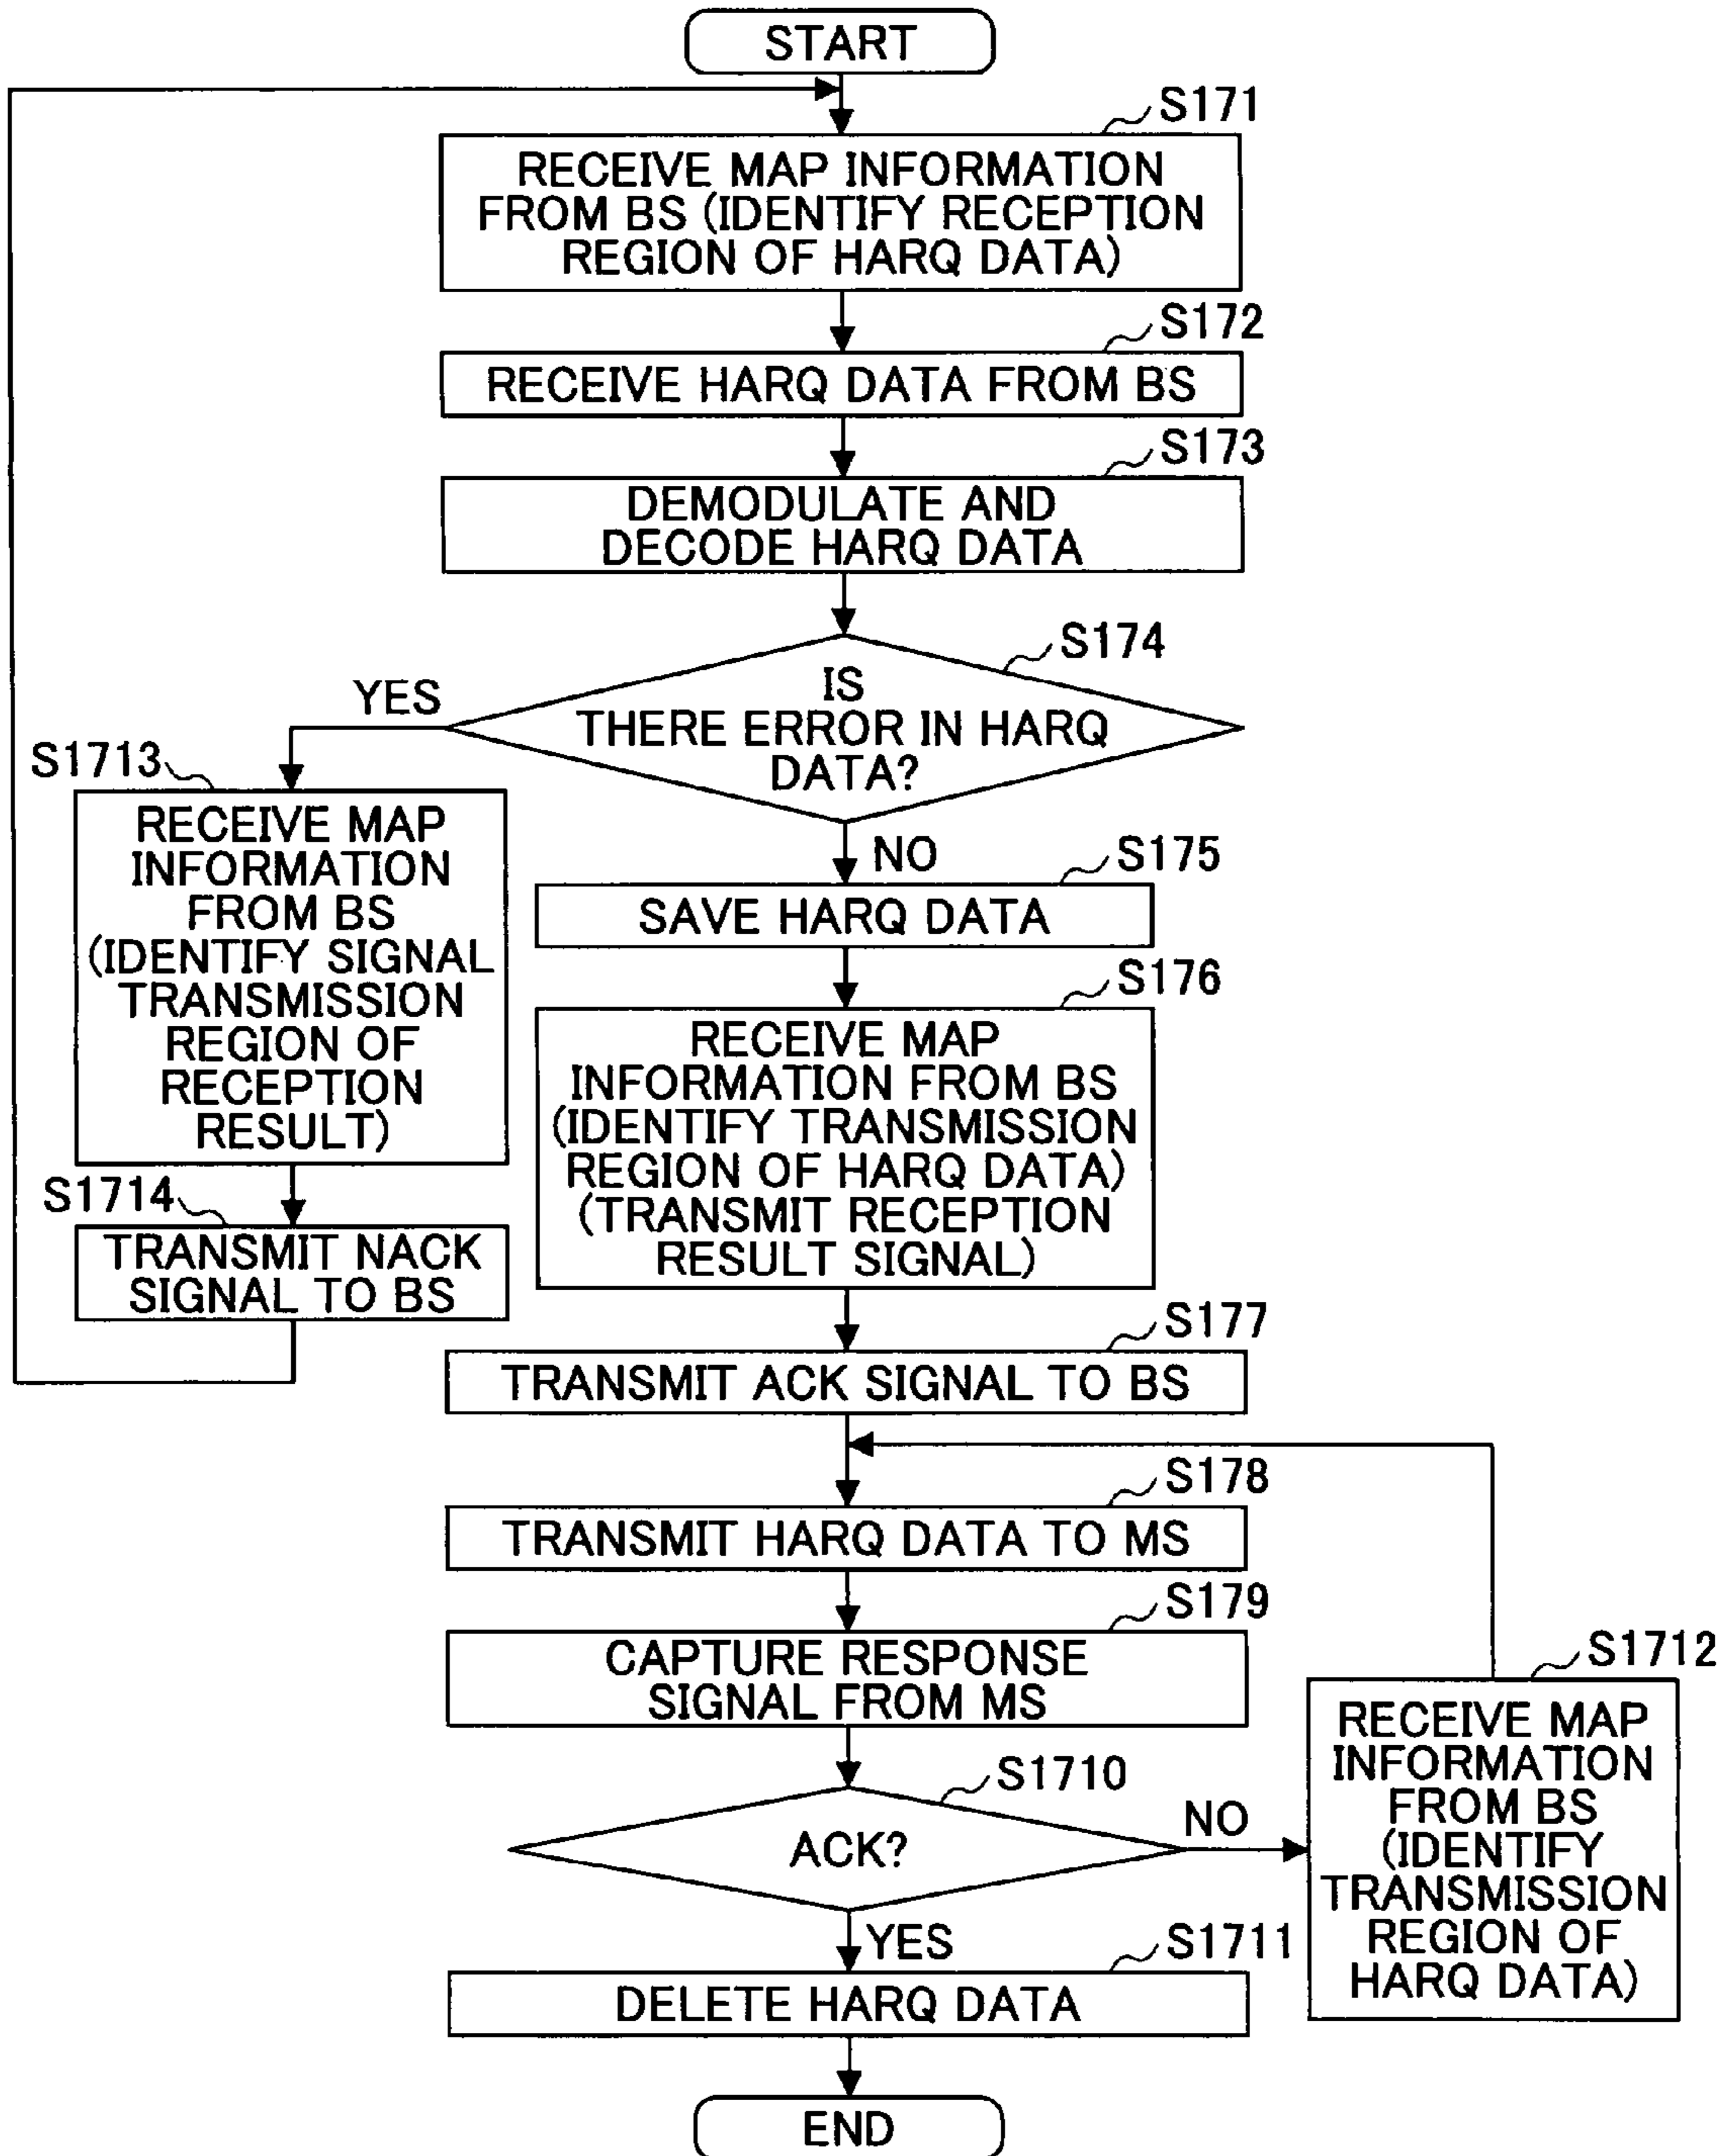 START
S171
RECEIVE MAP INFORMATION
FROM BS (IDENTIFY RECEPTION
REGION OF HARQ DATA)
S172
RECEIVE HARQ DATA FROM BS
S173
DEMODULATE AND
DECODE HARQ DATA
S174
IS
THERE ERROR IN HARQ
DATA?
YES
S1713
RECEIVE MAP
INFORMATION
FROM BS
(IDENTIFY SIGNAL
TRANSMISSION
REGION OF
RECEPTION
RESULT)
S1714
TRANSMIT NACK
SIGNAL TO BS
NO
S175
SAVE HARQ DATA
S176
RECEIVE MAP
INFORMATION FROM BS
(IDENTIFY TRANSMISSION
REGION OF HARQ DATA)
(TRANSMIT RECEPTION
RESULT SIGNAL)
S177
TRANSMIT ACK SIGNAL TO BS
S178
TRANSMIT HARQ DATA TO MS
S179
CAPTURE RESPONSE
SIGNAL FROM MS
S1710
ACK?
NO
S1712
RECEIVE MAP
INFORMATION
FROM BS
(IDENTIFY
TRANSMISSION
REGION OF
HARQ DATA)
YES
S1711
DELETE HARQ DATA
END